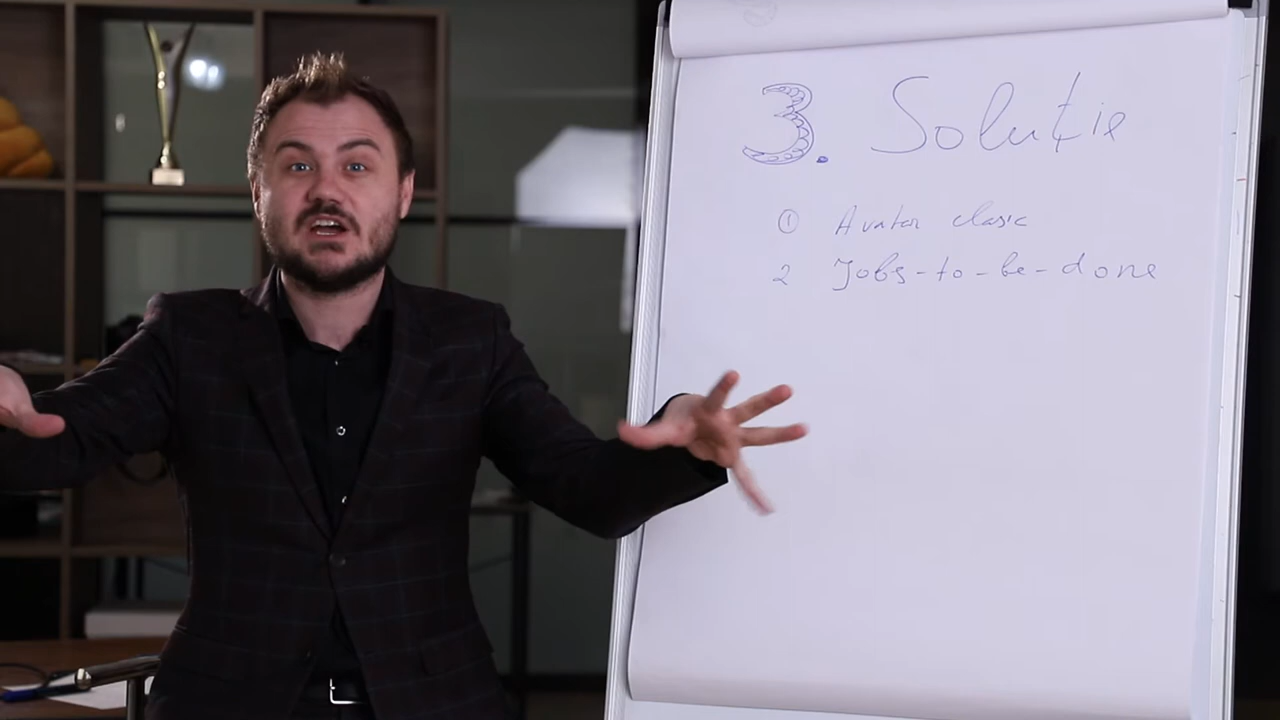 3. Soluție
① Avatar clasic
2 Jobs-to-be-done